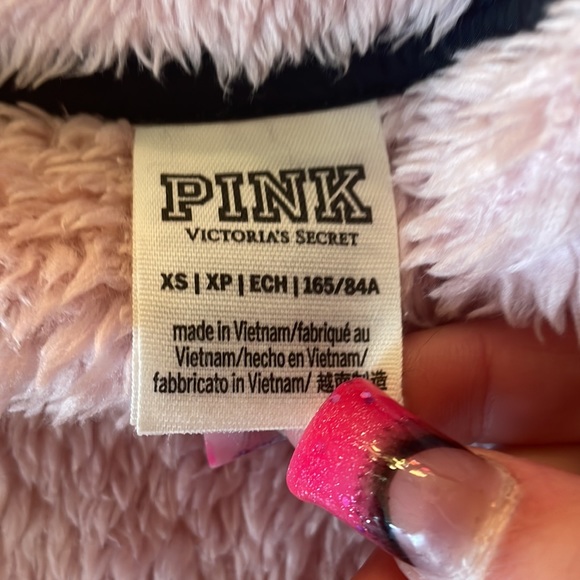 PINK
VICTORIA'S SECRET
XS | XP | ECH | 165/84A
made in Vietnam/fabriqué au
Vietnam/hecho en Vietnam/
fabbricato in Vietnam/ 越南制造